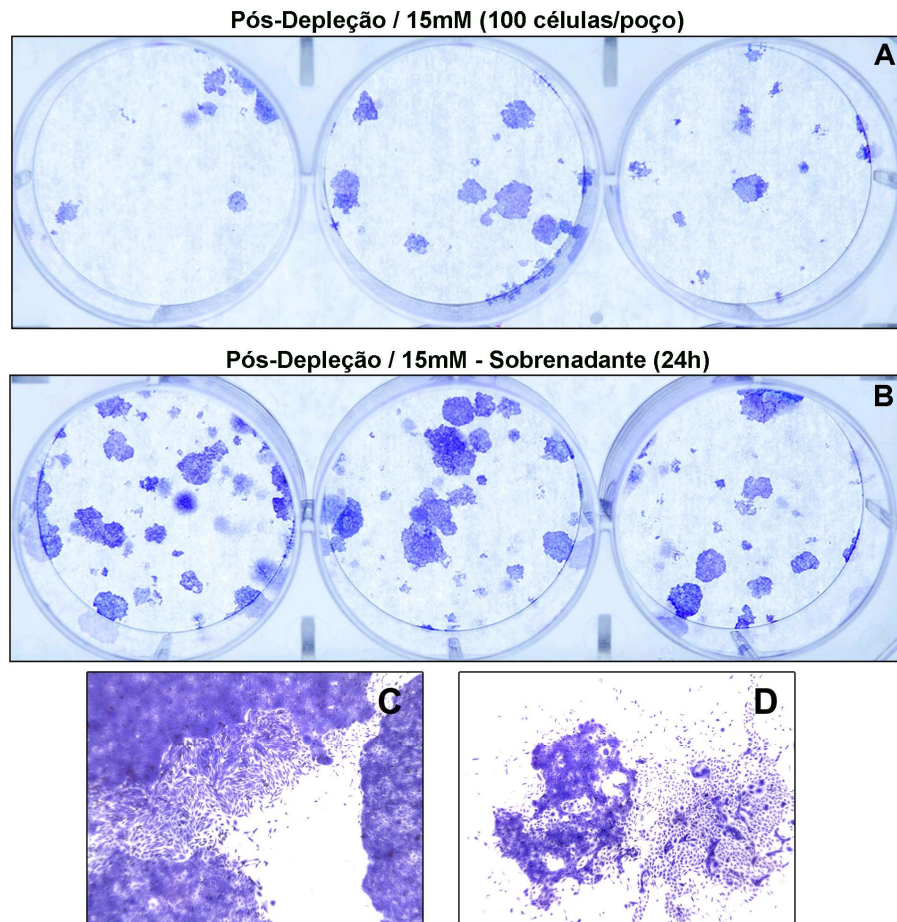 Pós-Depleção / 15mM (100 células/poço)
A
Pós-Depleção / 15mM - Sobrenadante (24h)
B
C
D